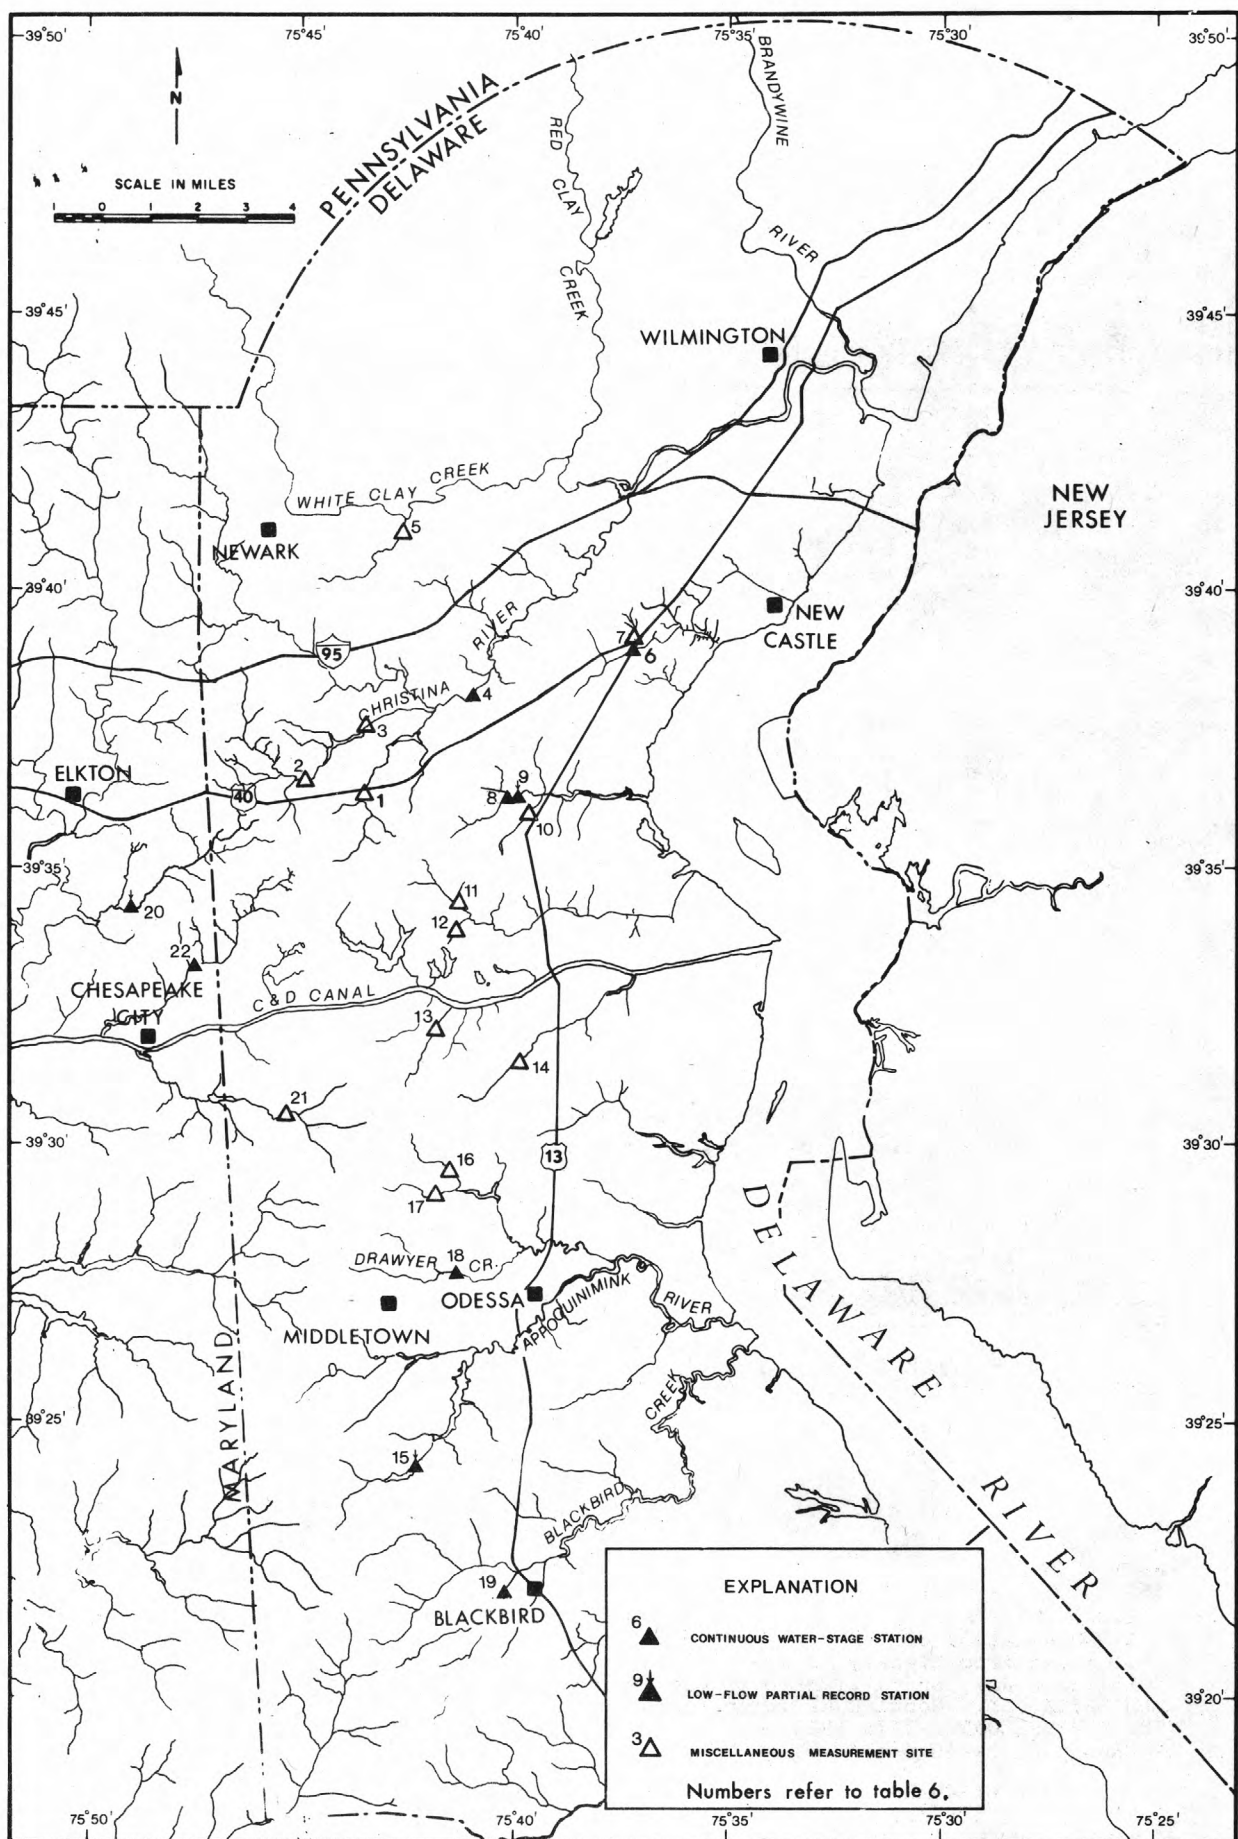 39°50'
75°45'
75°40'
75°35'
75°30'
39°50'
N
SCALE IN MILES
0 1 2 3 4
PENNSYLVANIA
DELAWARE
RED CLAY CREEK
BRANDYWINE RIVER
39°45'
39°45'
WILMINGTON
WHITE CLAY CREEK
5
NEWARK
NEW JERSEY
39°40'
39°40'
NEW CASTLE
7
6
95
CHRISTINA RIVER
4
3
2
ELKTON
40
1
9
8
10
39°35'
39°35'
11
20
12
22
CHESAPEAKE CITY
C&D CANAL
13
14
21
39°30'
39°30'
13
16
17
DRAWYER CR.
18
ODESSA
APPOQUINIMINK RIVER
MIDDLETOWN
DELAWARE RIVER
MARYLAND
CREEK
39°25'
39°25'
15
BLACKBIRD
19
BLACKBIRD
EXPLANATION
6 CONTINUOUS WATER-STAGE STATION
9 LOW-FLOW PARTIAL RECORD STATION
3 MISCELLANEOUS MEASUREMENT SITE
Numbers refer to table 6.
39°20'
75°50'
75°40'
75°35'
75°30'
75°25'